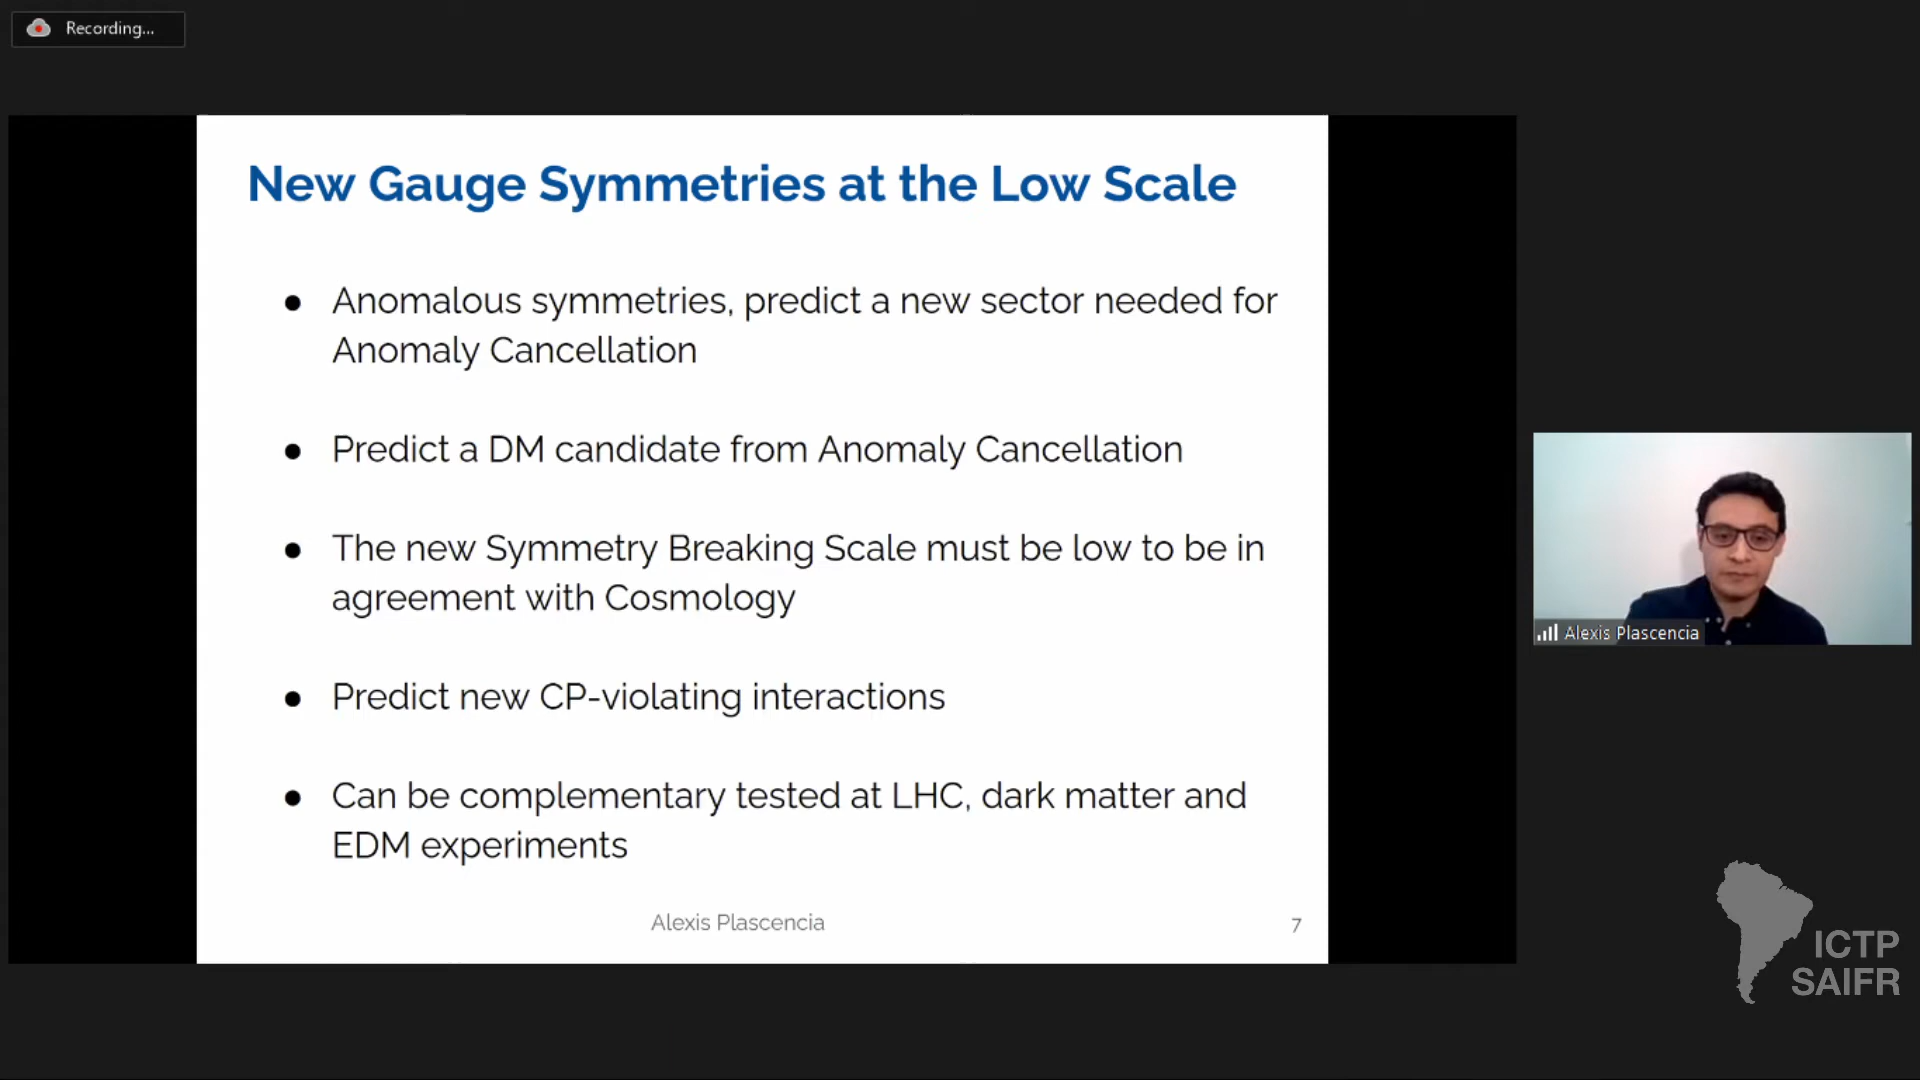 Recording...
New Gauge Symmetries at the Low Scale
● Anomalous symmetries, predict a new sector needed for
Anomaly Cancellation
● Predict a DM candidate from Anomaly Cancellation
● The new Symmetry Breaking Scale must be low to be in
agreement with Cosmology
● Predict new CP-violating interactions
● Can be complementary tested at LHC, dark matter and
EDM experiments
Alexis Plascencia
7
Alexis Plascencia
ICTP
SAIFR